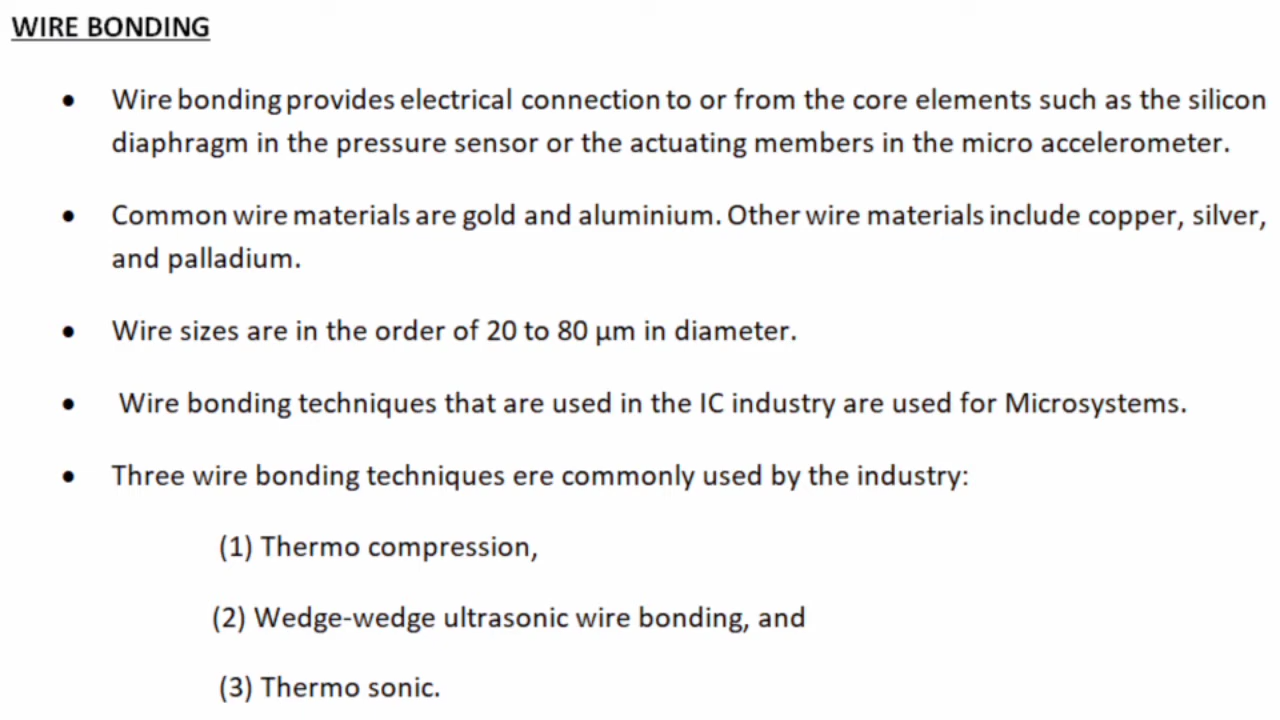 WIRE BONDING
• Wire bonding provides electrical connection to or from the core elements such as the silicon
diaphragm in the pressure sensor or the actuating members in the micro accelerometer.
• Common wire materials are gold and aluminium. Other wire materials include copper, silver,
and palladium.
• Wire sizes are in the order of 20 to 80 µm in diameter.
• Wire bonding techniques that are used in the IC industry are used for Microsystems.
• Three wire bonding techniques ere commonly used by the industry:
(1) Thermo compression,
(2) Wedge-wedge ultrasonic wire bonding, and
(3) Thermo sonic.